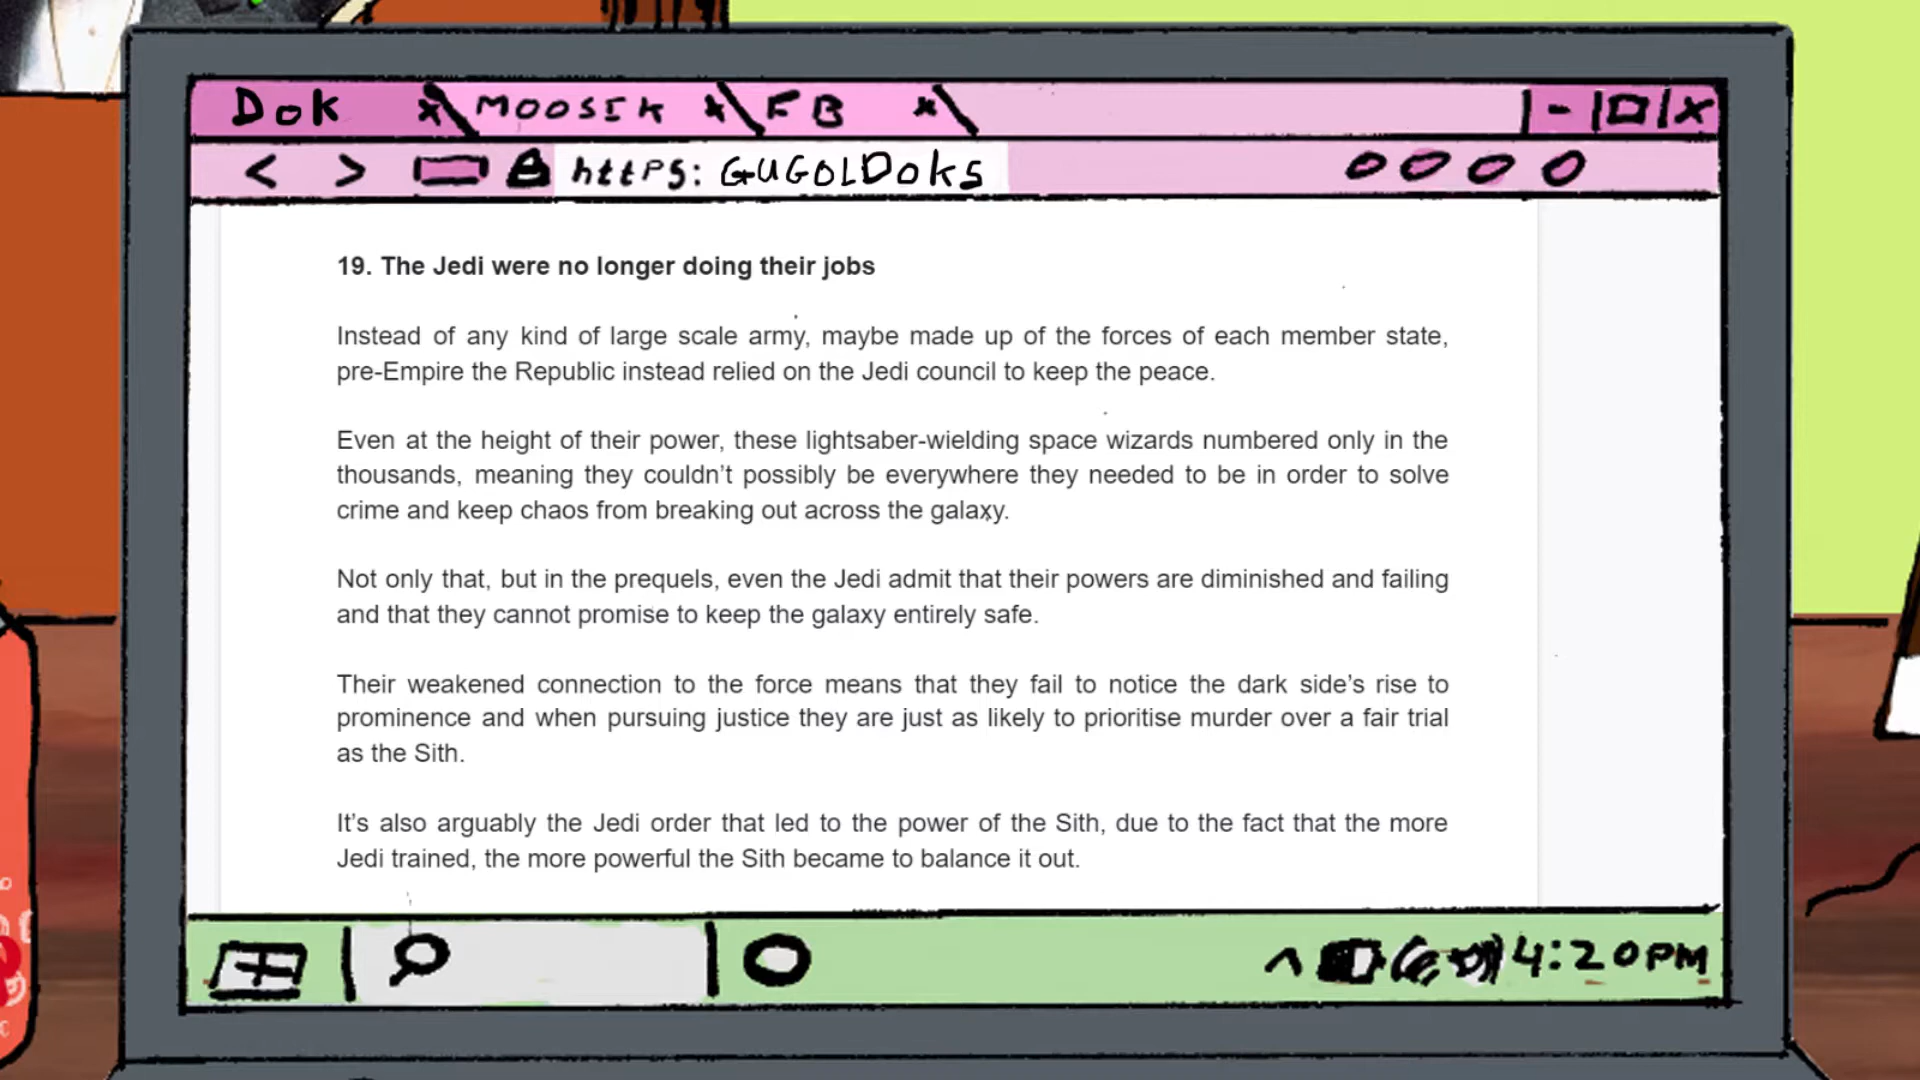 Dok x MOOSIK x FB x - X
< > https: GUGOLDoks
19. The Jedi were no longer doing their jobs
Instead of any kind of large scale army, maybe made up of the forces of each member state,
pre-Empire the Republic instead relied on the Jedi council to keep the peace.
Even at the height of their power, these lightsaber-wielding space wizards numbered only in the
thousands, meaning they couldn’t possibly be everywhere they needed to be in order to solve
crime and keep chaos from breaking out across the galaxy.
Not only that, but in the prequels, even the Jedi admit that their powers are diminished and failing
and that they cannot promise to keep the galaxy entirely safe.
Their weakened connection to the force means that they fail to notice the dark side’s rise to
prominence and when pursuing justice they are just as likely to prioritise murder over a fair trial
as the Sith.
It’s also arguably the Jedi order that led to the power of the Sith, due to the fact that the more
Jedi trained, the more powerful the Sith became to balance it out.
4:20PM